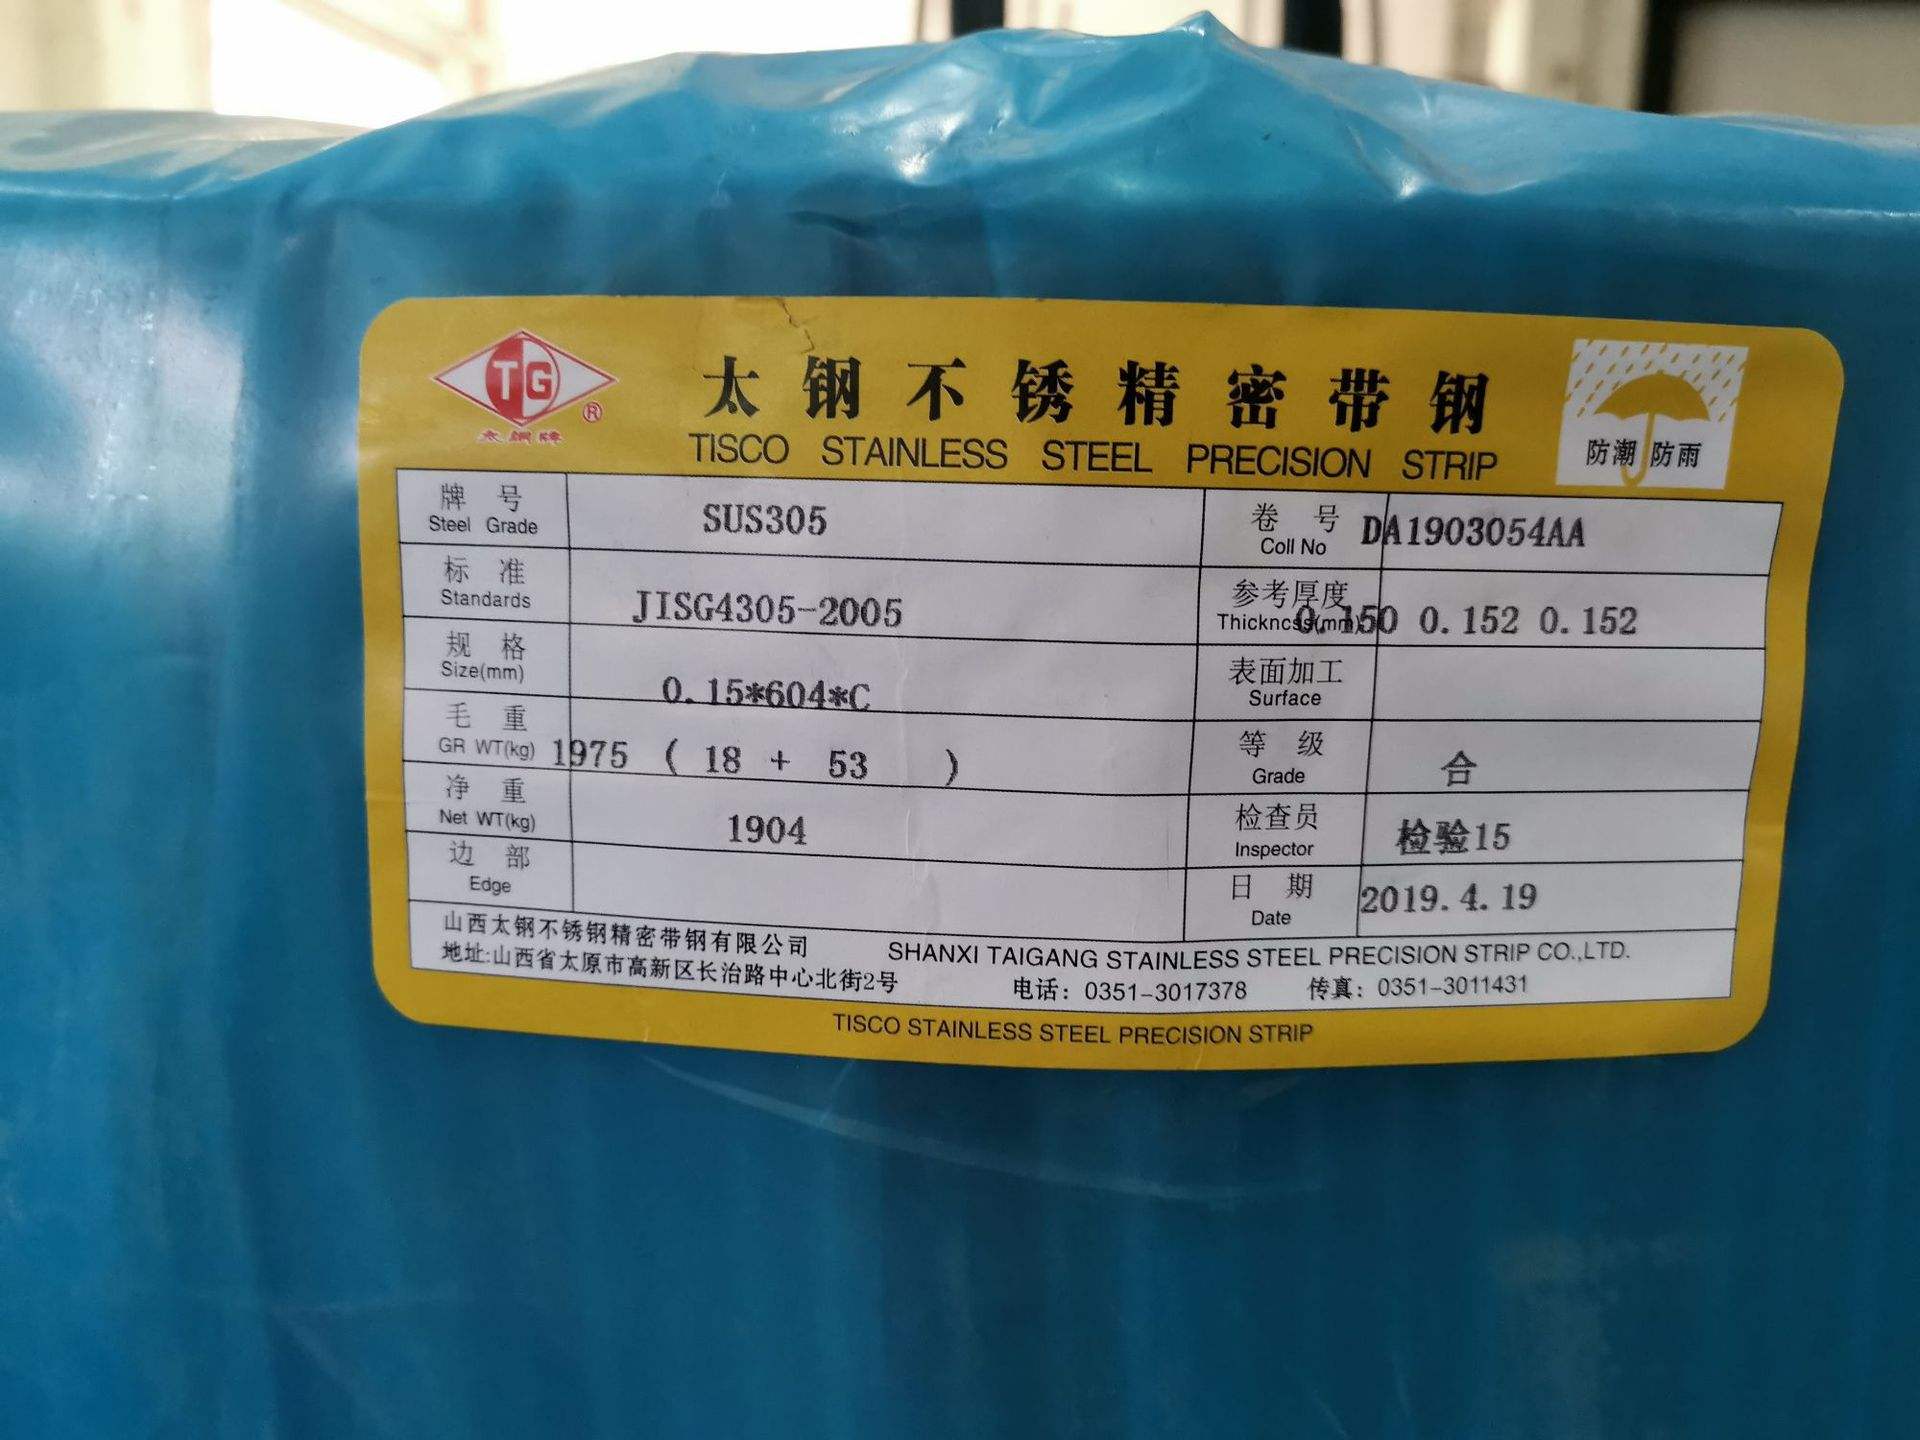 TG
®
太鋼牌
太钢不锈精密带钢
TISCO STAINLESS STEEL PRECISION STRIP
防潮 防雨
牌号 SUS305 卷号 DA1903054AA
Steel Grade Coll No
标准 JISG4305-2005 参考厚度 0.150 0.152 0.152
Standards Thickncss(mm)
规格 0.15*604*C 表面加工
Size(mm) Surface
毛重 1975 ( 18 + 53 ) 等级 合
GR WT(kg) Grade
净重 1904 检查员 检验15
Net WT(kg) Inspector
边部 日期 2019.4.19
Edge Date
山西太钢不锈钢精密带钢有限公司 SHANXI TAIGANG STAINLESS STEEL PRECISION STRIP CO.,LTD.
地址:山西省太原市高新区长治路中心北街2号 电话：0351-3017378 传真：0351-3011431
TISCO STAINLESS STEEL PRECISION STRIP